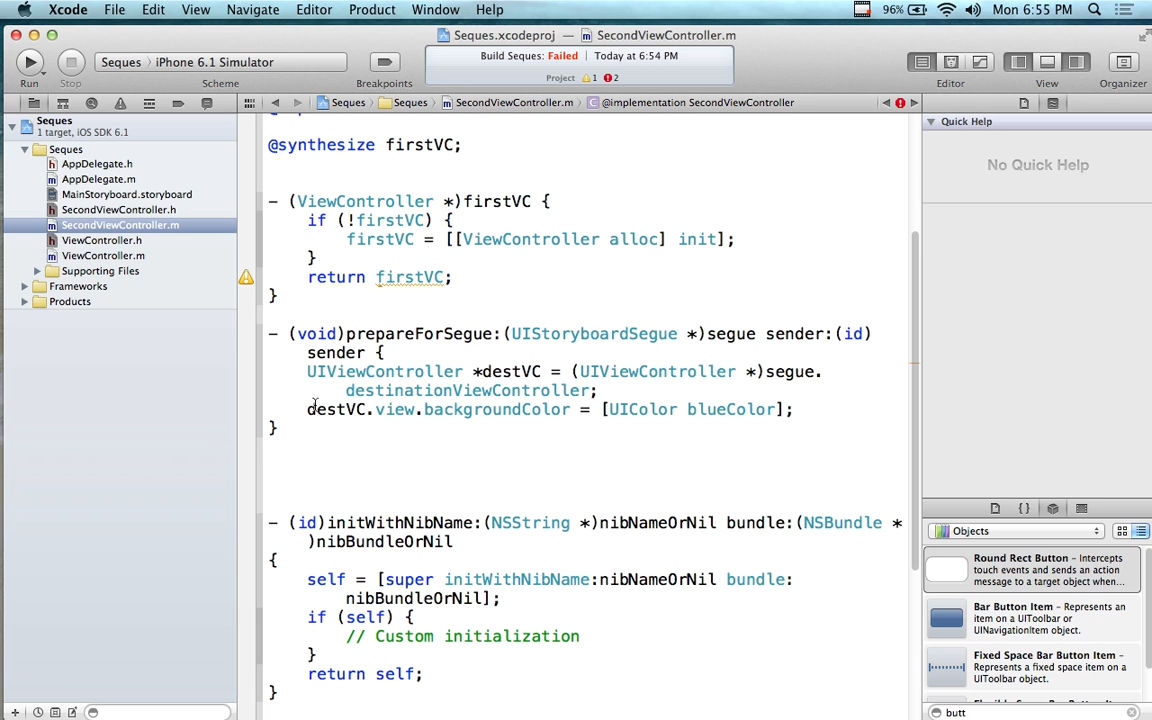 Xcode File Edit View Navigate Editor Product Window Help 96% Mon 6:55 PM
Seques.xcodeproj — SecondViewController.m
Seques iPhone 6.1 Simulator
Build Seques: Failed Today at 6:54 PM
Project 1 2
Run Stop Scheme Breakpoints Editor View Organizer
Seques Seques SecondViewController.m @implementation SecondViewController
Seques
1 target, iOS SDK 6.1
Seques
AppDelegate.h
AppDelegate.m
MainStoryboard.storyboard
SecondViewController.h
SecondViewController.m
ViewController.h
ViewController.m
Supporting Files
Frameworks
Products
@synthesize firstVC;
- (ViewController *)firstVC {
if (!firstVC) {
firstVC = [[ViewController alloc] init];
}
return firstVC;
}
- (void)prepareForSegue:(UIStoryboardSegue *)segue sender:(id)
sender {
UIViewController *destVC = (UIViewController *)segue.
destinationViewController;
destVC.view.backgroundColor = [UIColor blueColor];
}
- (id)initWithNibName:(NSString *)nibNameOrNil bundle:(NSBundle *
)nibBundleOrNil
{
self = [super initWithNibName:nibNameOrNil bundle:
nibBundleOrNil];
if (self) {
// Custom initialization
}
return self;
}
Quick Help
No Quick Help
Objects
Round Rect Button – Intercepts
touch events and sends an action
message to a target object when...
Bar Button Item – Represents an
item on a UIToolbar or
UINavigationItem object.
Fixed Space Bar Button Item –
Represents a fixed space item on a
UIToolbar object.
butt